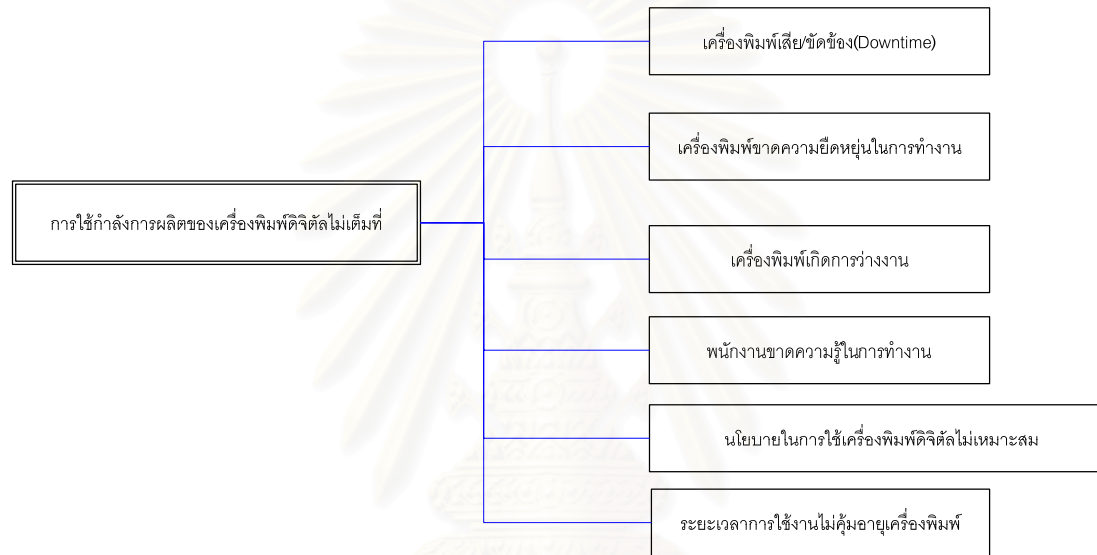 เครื่องพิมพ์เสีย/ขัดข้อง(Downtime)
เครื่องพิมพ์ขาดความยืดหยุ่นในการทำงาน
การใช้กำลังการผลิตของเครื่องพิมพ์ดิจิตัลไม่เต็มที่
เครื่องพิมพ์เกิดการว่างงาน
พนักงานขาดความรู้ในการทำงาน
นโยบายในการใช้เครื่องพิมพ์ดิจิตัลไม่เหมาะสม
ระยะเวลาการใช้งานไม่คุ้มอายุเครื่องพิมพ์